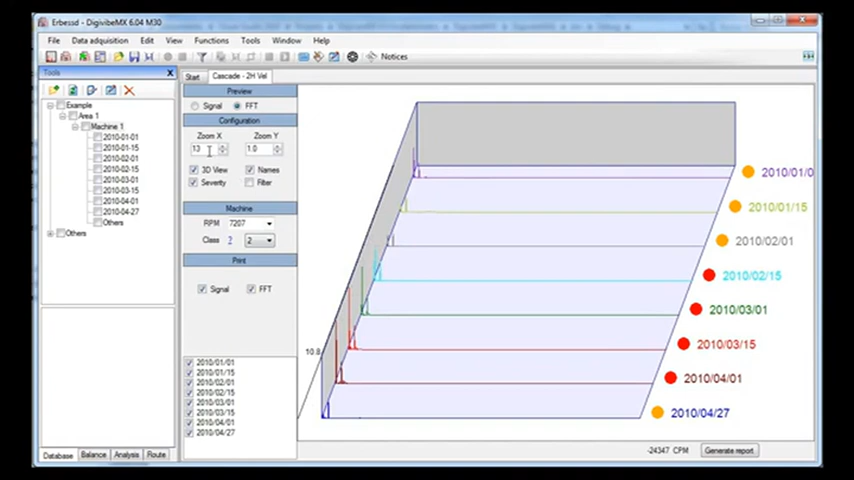 Erbessd - DigivibeMX 6.04 M30
File Data acquisition Edit View Functions Tools Window Help
Notices
Tools X
Start Cascade - 2H Vel
Example
Area 1
Machine 1
2010-01-01
2010-01-15
2010-02-01
2010-02-15
2010-03-01
2010-03-15
2010-04-01
2010-04-27
Others
Others
Preview
Signal FFT
Configuration
Zoom X Zoom Y
13 1.0
3D View Names
Severity Filter
Machine
RPM 7207
Class ? 2
Print
Signal FFT
2010/01/01
2010/01/15
2010/02/01
2010/02/15
2010/03/01
2010/03/15
2010/04/01
2010/04/27
2010/01/0
2010/01/15
2010/02/01
2010/02/15
2010/03/01
2010/03/15
2010/04/01
2010/04/27
10.8
-24347 CPM Generate report
Database Balance Analysis Route